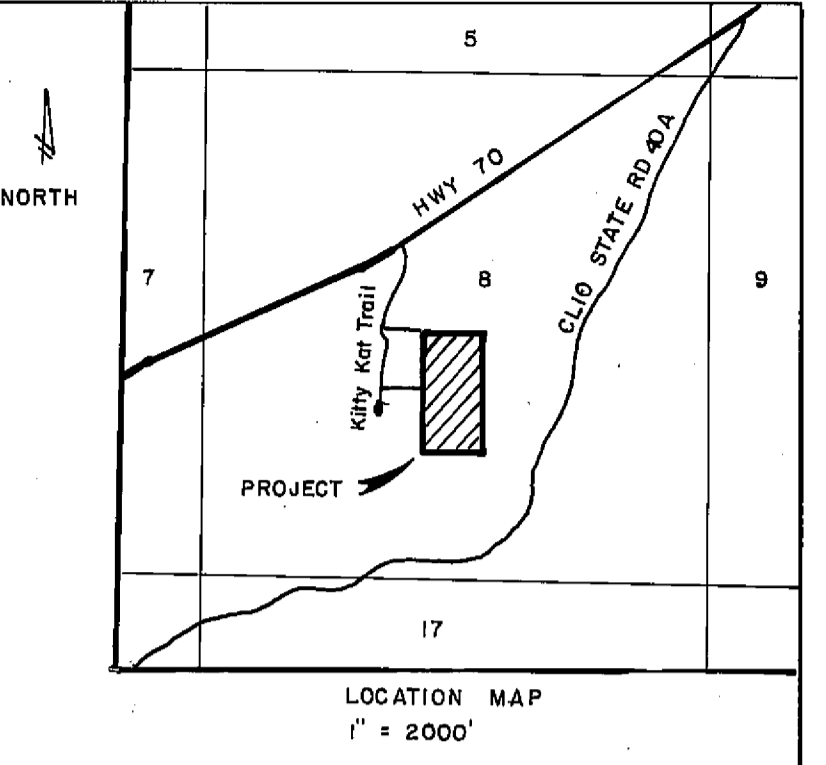 5
NORTH
HWY 70
CLIO STATE RD 40A
7
8
9
Kitty Kat Trail
PROJECT
17
LOCATION MAP
1" = 2000'